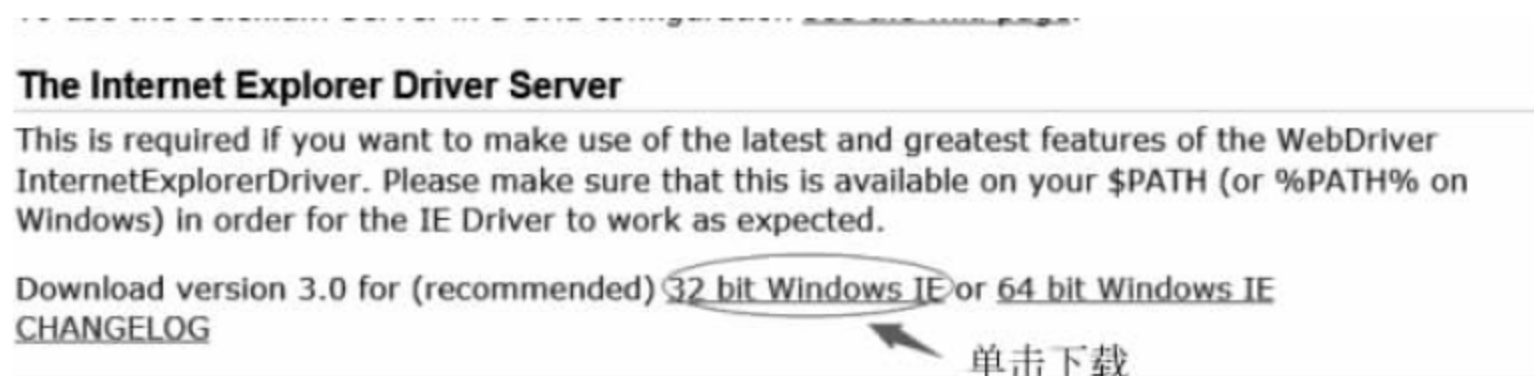 The Internet Explorer Driver Server
This is required if you want to make use of the latest and greatest features of the WebDriver
InternetExplorerDriver. Please make sure that this is available on your $PATH (or %PATH% on
Windows) in order for the IE Driver to work as expected.
Download version 3.0 for (recommended) 32 bit Windows IE or 64 bit Windows IE
CHANGELOG
单击下载